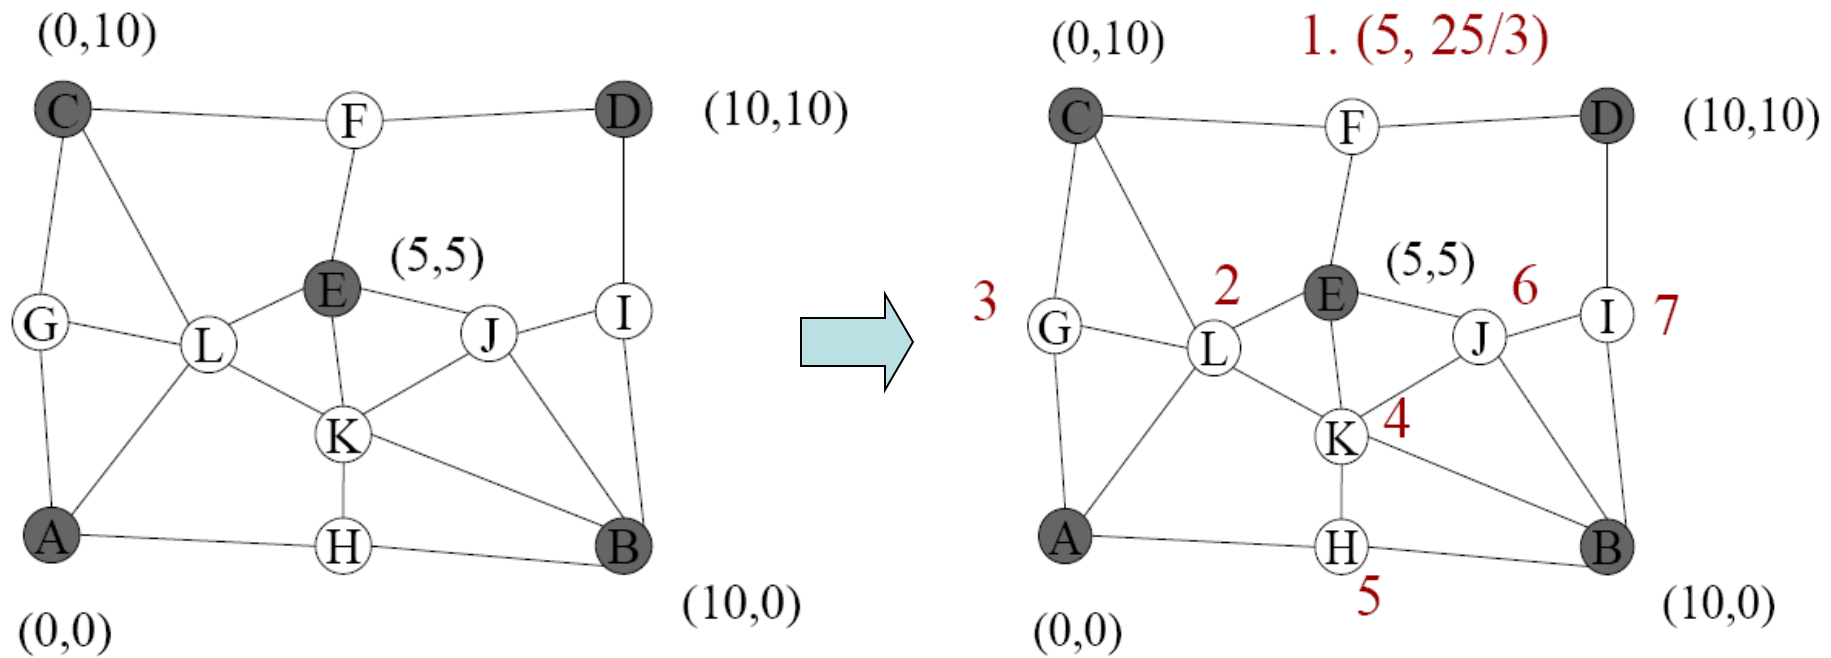 (0,10)
C
F
D
(10,10)
(5,5)
E
G
L
J
I
K
A
H
B
(10,0)
(0,0)
(0,10)
1. (5, 25/3)
C
F
D
(10,10)
(5,5)
2
6
3
E
G
L
J
I
7
4
K
A
H
B
5
(10,0)
(0,0)